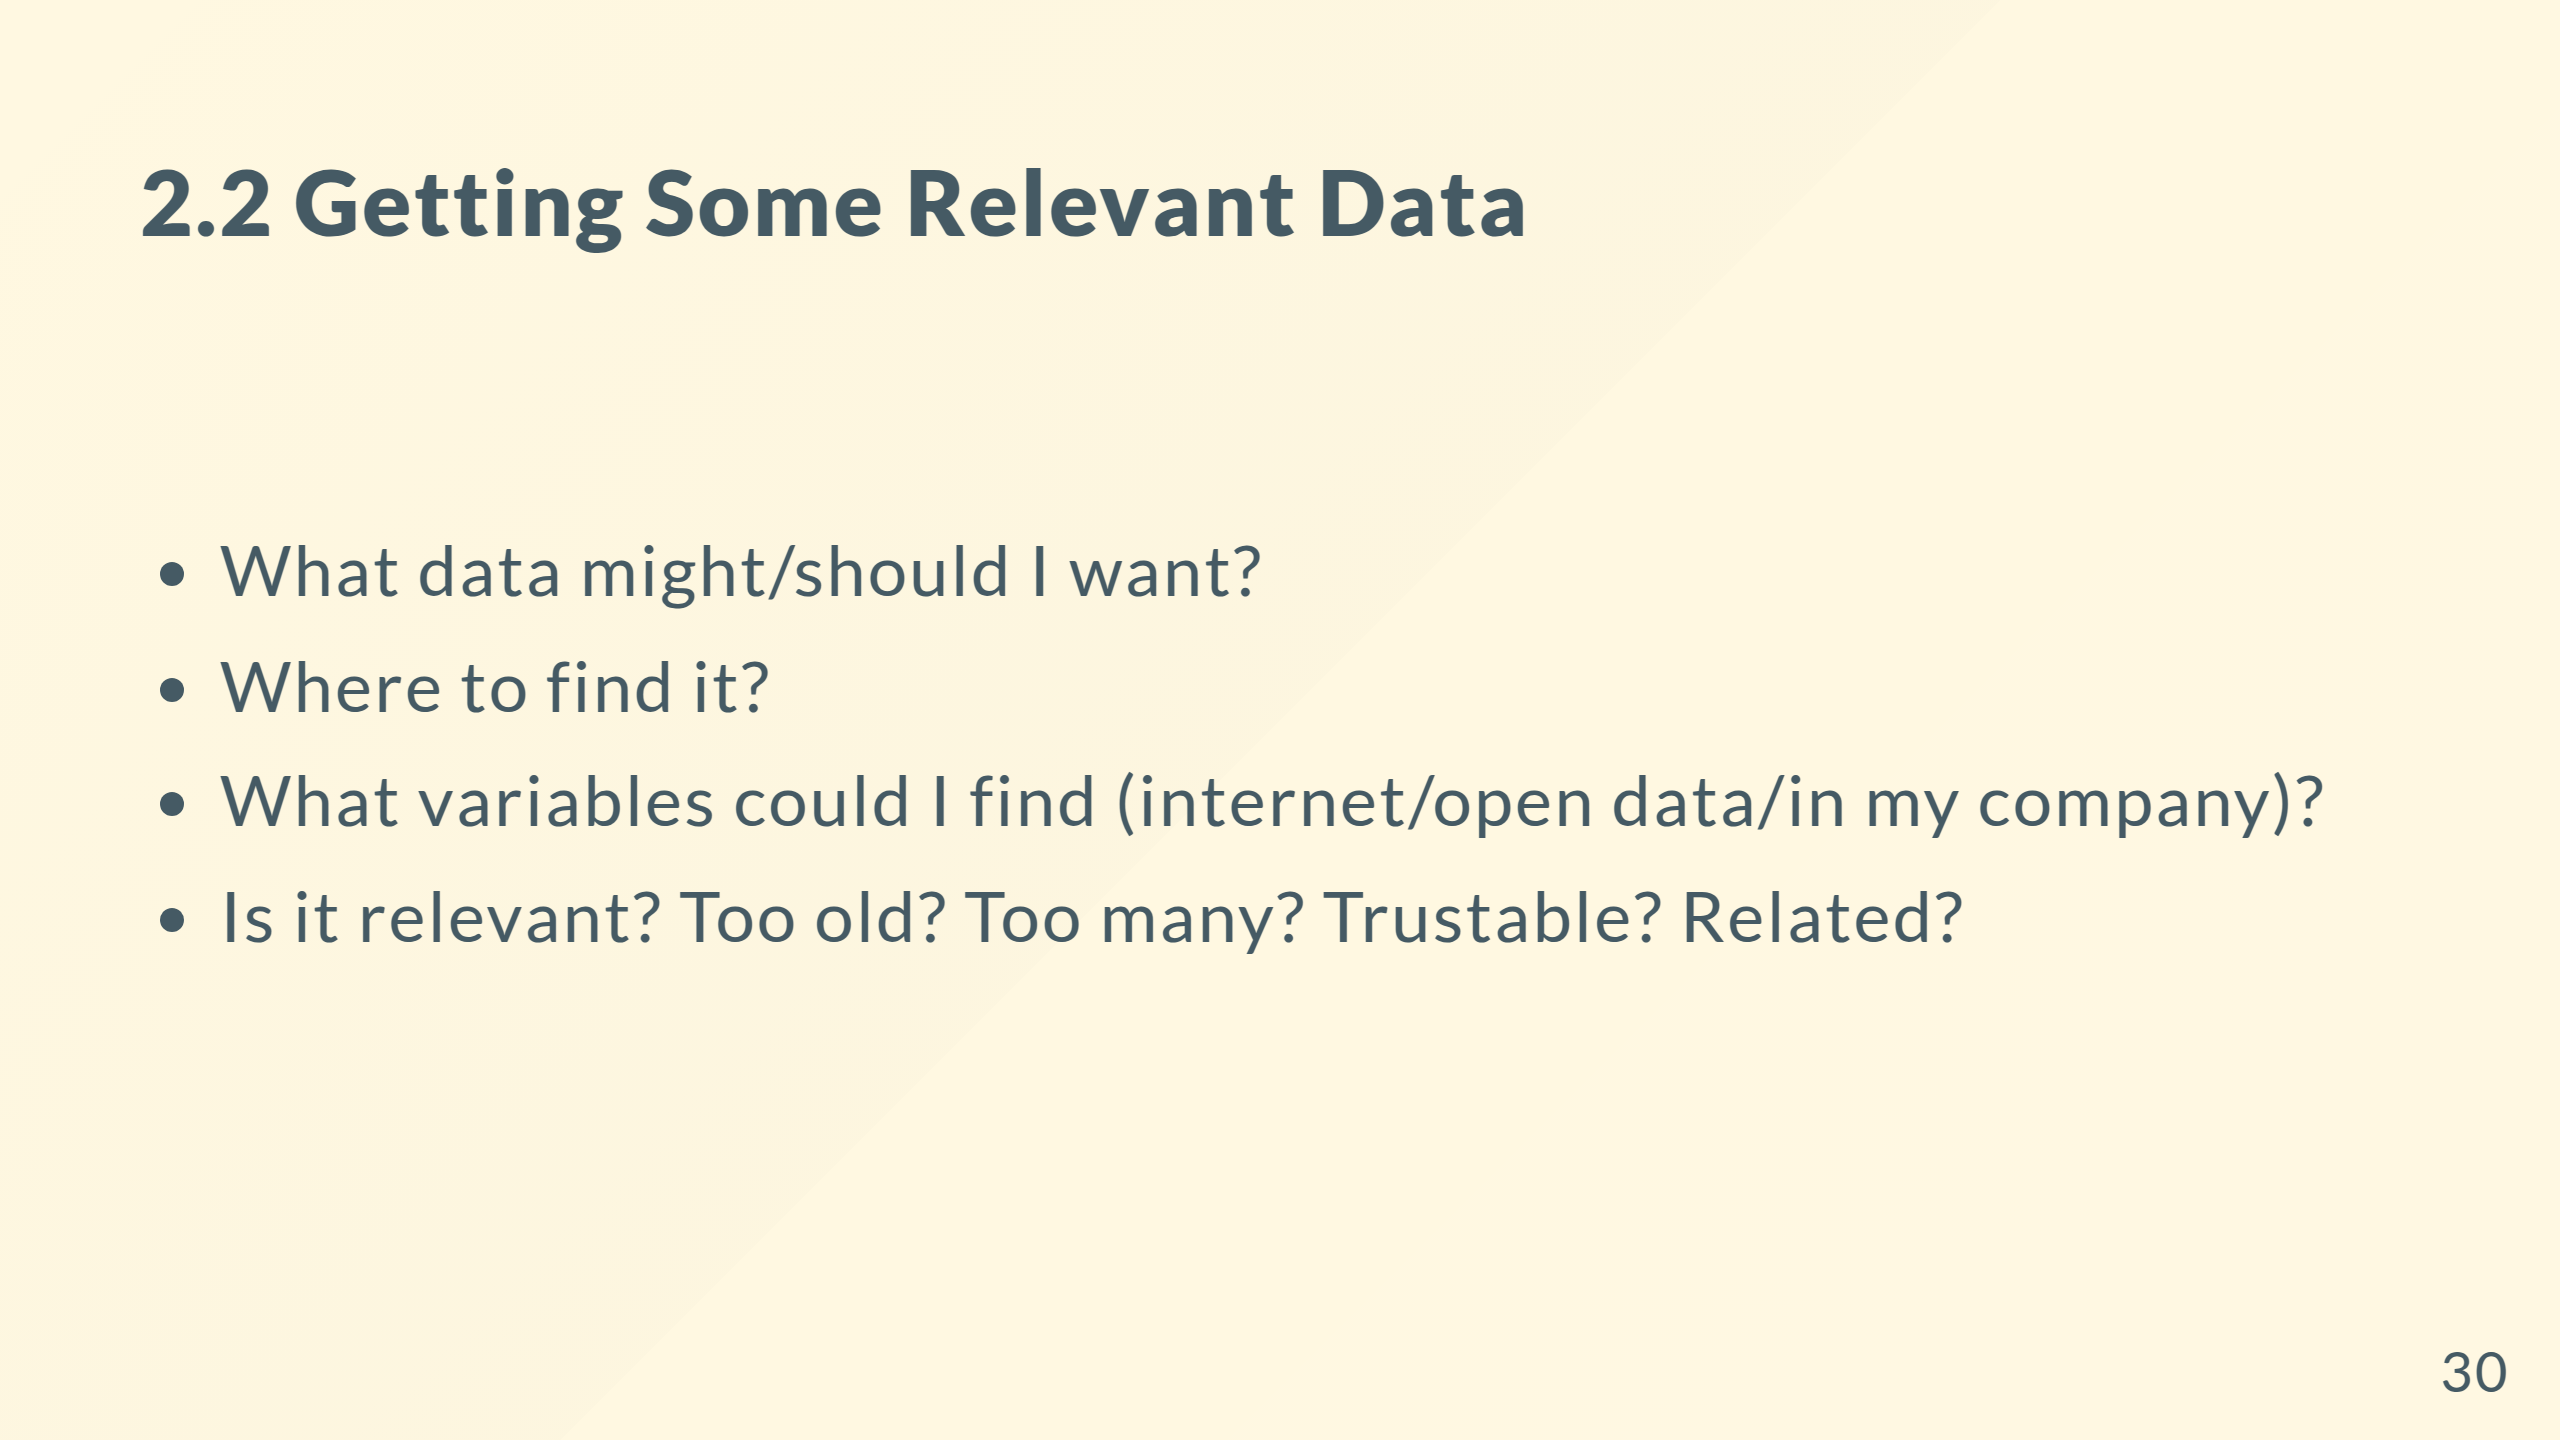 2.2 Getting Some Relevant Data
• What data might/should I want?
• Where to find it?
• What variables could I find (internet/open data/in my company)?
• Is it relevant? Too old? Too many? Trustable? Related?
30